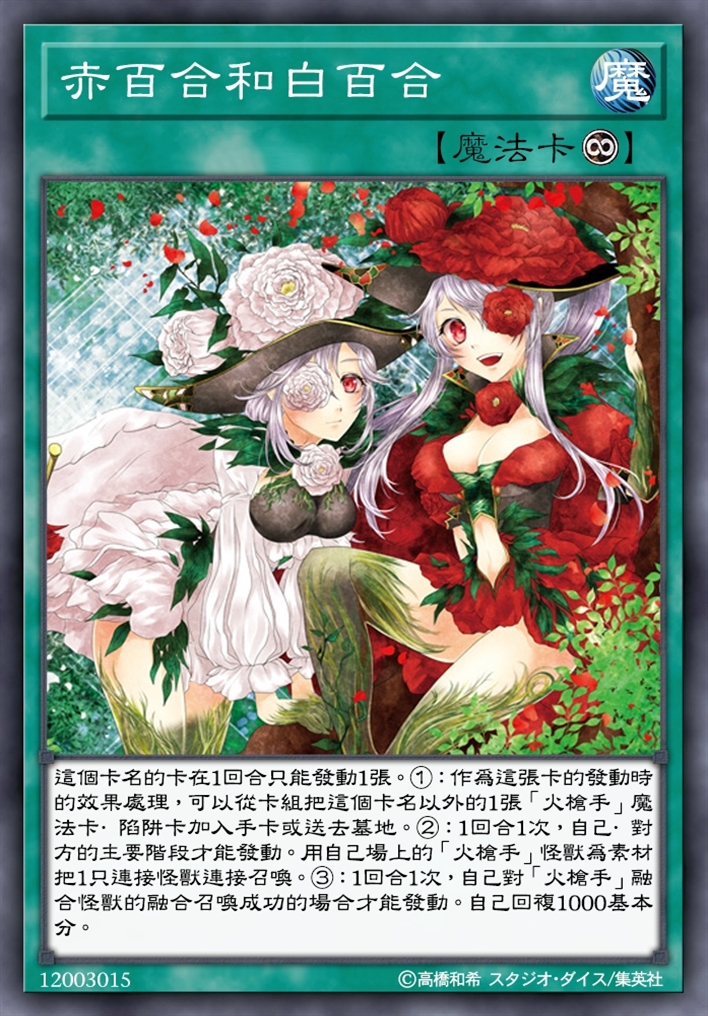 赤百合和白百合
魔
【魔法卡∞】
這個卡名的卡在1回合只能發動1張。①：作爲這張卡的發動時
的效果處理，可以從卡組把這個卡名以外的1張「火槍手」魔
法卡·陷阱卡加入手卡或送去墓地。②：1回合1次，自己·對
方的主要階段才能發動。用自己場上的「火槍手」怪獸爲素材
把1只連接怪獸連接召喚。③：1回合1次，自己對「火槍手」融
合怪獸的融合召喚成功的場合才能發動。自己回複1000基本
分。
12003015
©高橋和希 スタジオ・ダイス/集英社